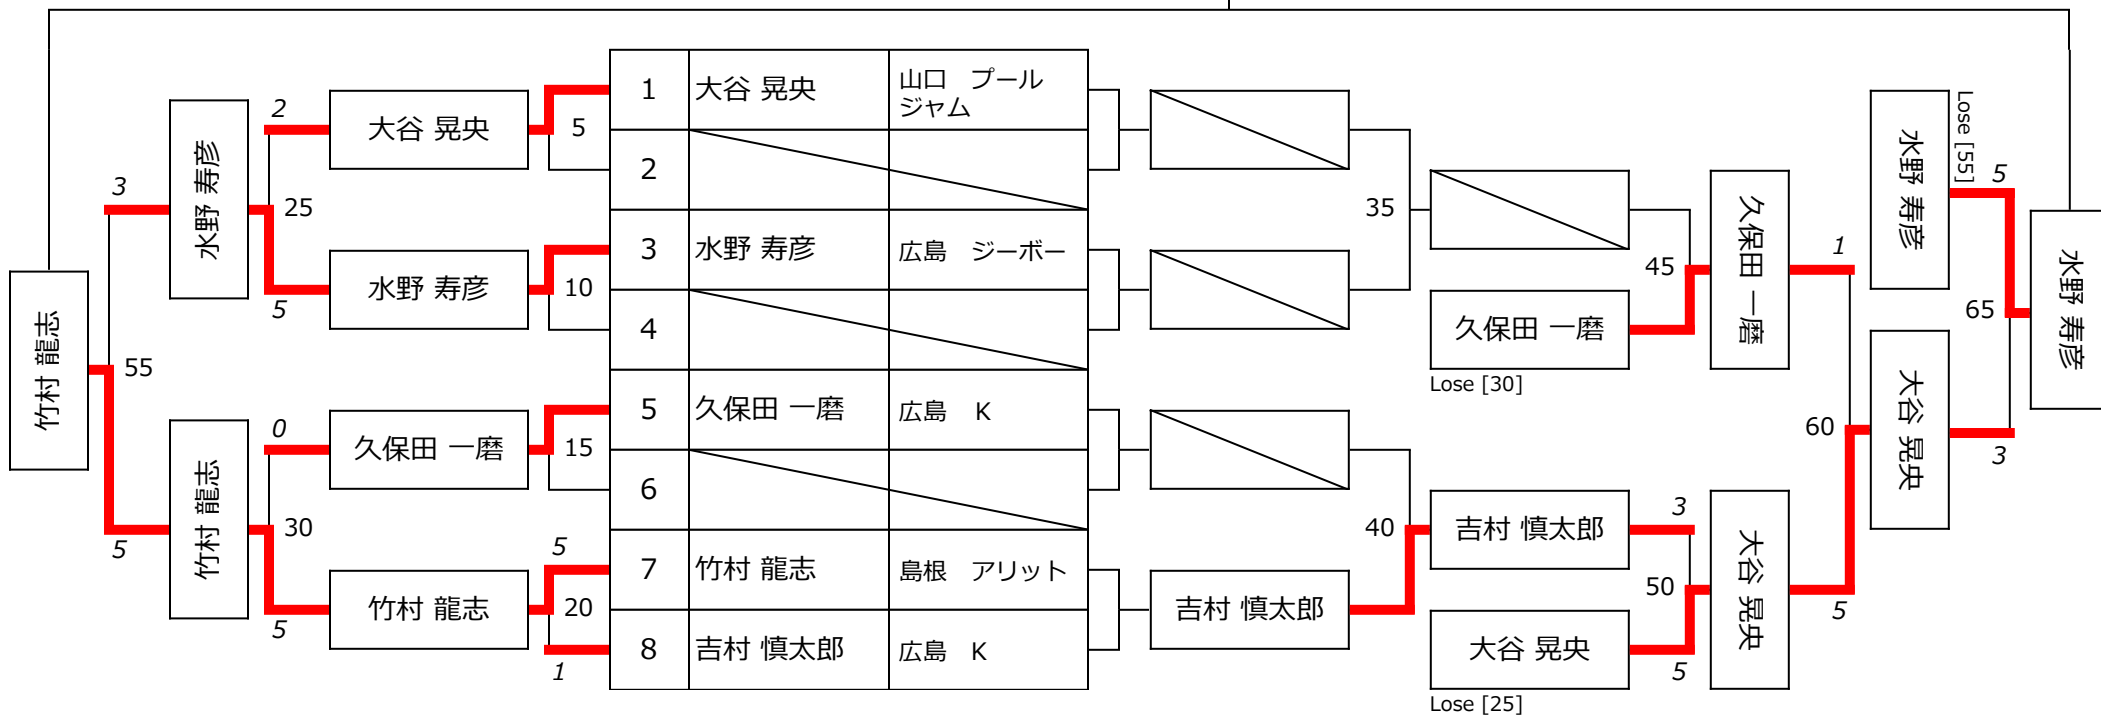 竹村 龍志
3
5
55
水野 寿彦
竹村 龍志
2
25
5
0
30
5
大谷 晃央
水野 寿彦
久保田 一磨
竹村 龍志
5
10
15
5
20
1
1 大谷 晃央 山口 プール
ジャム
2
3 水野 寿彦 広島 ジーボー
4
5 久保田 一磨 広島 K
6
7 竹村 龍志 島根 アリット
8 吉村 慎太郎 広島 K
吉村 慎太郎
35
40
久保田 一磨
Lose [30]
吉村 慎太郎
大谷 晃央
Lose [25]
45
3
50
5
久保田 一磨
大谷 晃央
1
60
5
水野 寿彦
Lose [55]
大谷 晃央
5
65
3
水野 寿彦